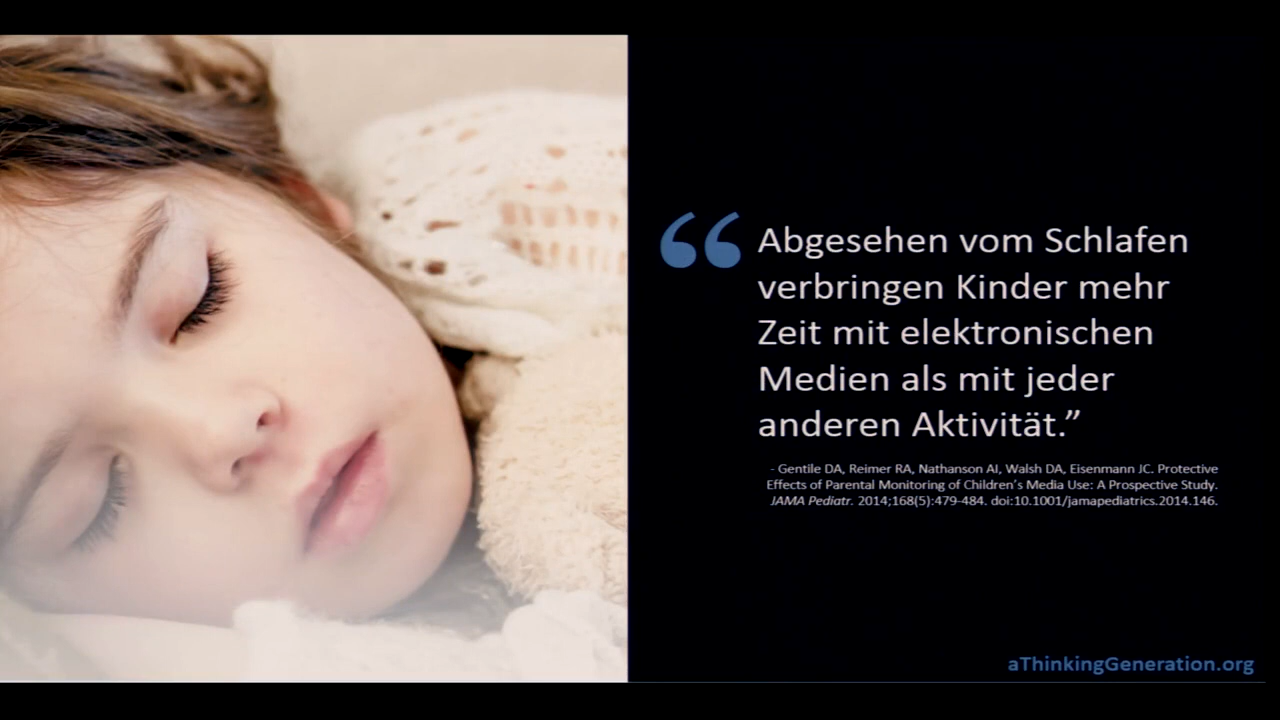 “Abgesehen vom Schlafen
verbringen Kinder mehr
Zeit mit elektronischen
Medien als mit jeder
anderen Aktivität.”
- Gentile DA, Reimer RA, Nathanson AI, Walsh DA, Eisenmann JC. Protective
Effects of Parental Monitoring of Children’s Media Use: A Prospective Study.
JAMA Pediatr. 2014;168(5):479-484. doi:10.1001/jamapediatrics.2014.146.
aThinkingGeneration.org